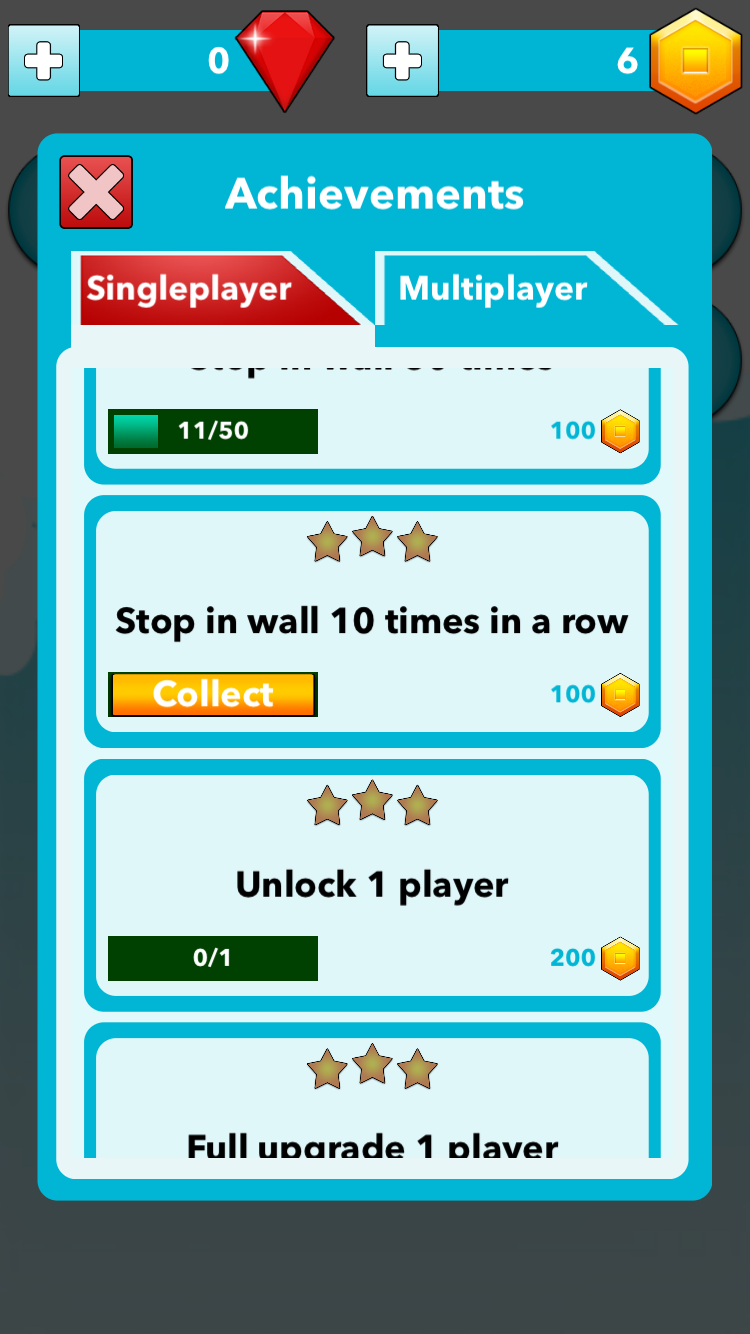 0
6
Achievements
Singleplayer
Multiplayer
Stop in wall 50 times
11/50
100
Stop in wall 10 times in a row
Collect
100
Unlock 1 player
0/1
200
Full upgrade 1 player